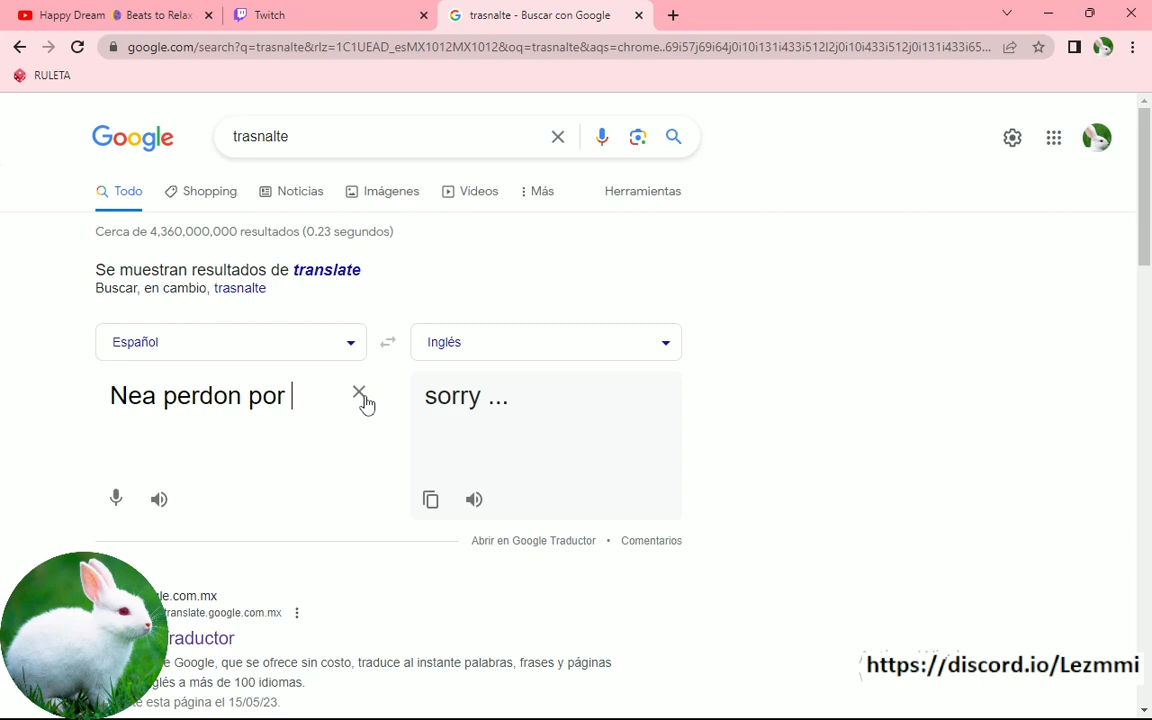 Happy Dream 🔮 Beats to Relax
Twitch
trasnalte - Buscar con Google
google.com/search?q=trasnalte&rlz=1C1UEAD_esMX1012MX1012&oq=trasnalte&aqs=chrome..69i57j69i64j0i10i131i433i512l2j0i10i433i512j0i131i433i65...
RULETA
Google
trasnalte
Todo
Shopping
Noticias
Imágenes
Videos
Más
Herramientas
Cerca de 4,360,000,000 resultados (0.23 segundos)
Se muestran resultados de translate
Buscar, en cambio, trasnalte
Español
Inglés
Nea perdon por
sorry ...
Abrir en Google Traductor • Comentarios
le.com.mx
translate.google.com.mx
raductor
e Google, que se ofrece sin costo, traduce al instante palabras, frases y páginas
glés a más de 100 idiomas.
e esta página el 15/05/23.
https://discord.io/Lezmmi